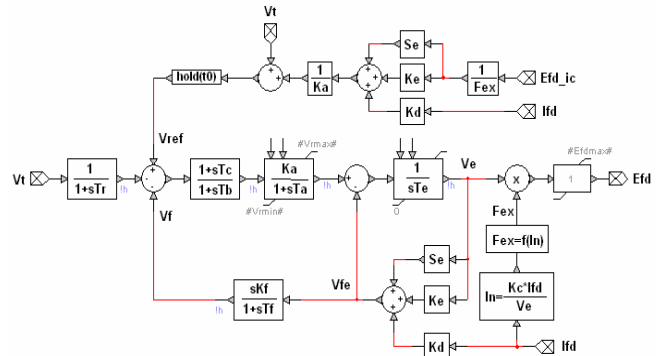 Vt
Se
hold(t0)
+
+
1
Ka
+
+
+
Ke
1
Fex
Efd_ic
Kd
Ifd
Vref
#Vrmax#
#Efdmax#
Vt
1
1+sTr
!h
+
-
-
1+sTc
1+sTb
!h
Ka
1+sTa
!h
+
-
1
sTe
!h
Ve
x
1
Efd
#Vrmin#
0
Vf
Fex
Fex=f(In)
Se
sKf
1+sTf
!h
Vfe
+
+
+
Ke
In=
Kc*Ifd
Ve
Kd
Ifd